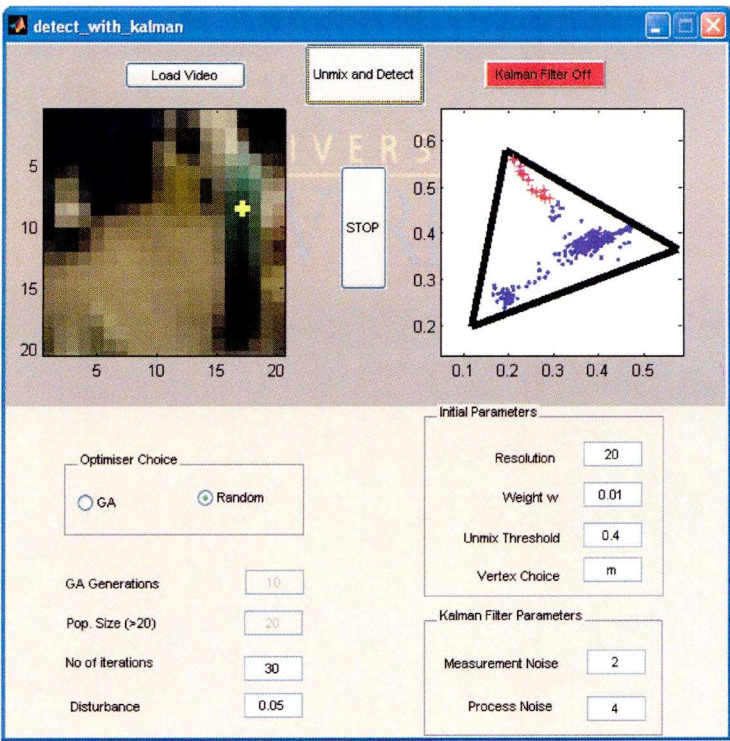 detect_with_kalman
Load Video
Unmix and Detect
Kalman Filter Off
IVERS
STOP
5
10
15
20
5
10
15
20
0.6
0.5
0.4
0.3
0.2
0.1
0.2
0.3
0.4
0.5
Optimiser Choice
GA
Random
GA Generations
10
Pop. Size (>20)
20
No of iterations
30
Disturbance
0.05
Initial Parameters
Resolution
20
Weight w
0.01
Unmix Threshold
0.4
Vertex Choice
m
Kalman Filter Parameters
Measurement Noise
2
Process Noise
4